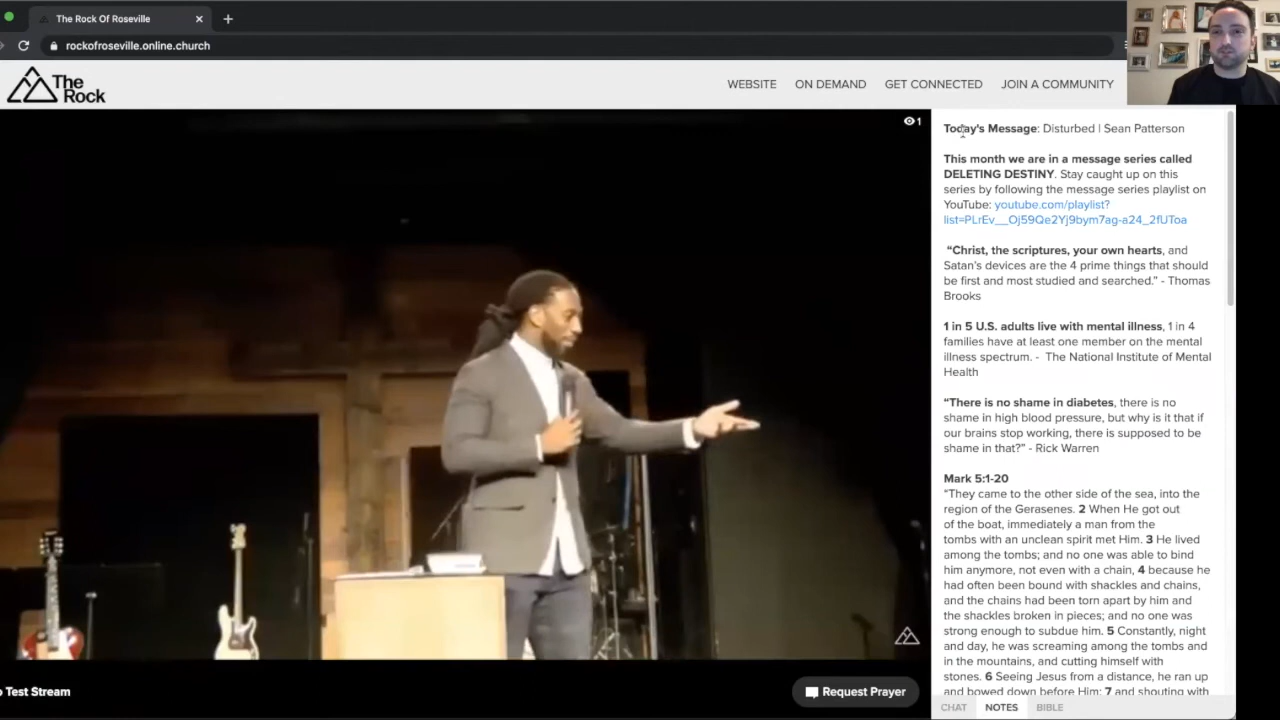 The Rock Of Roseville
rockofroseville.online.church
The
Rock
WEBSITE ON DEMAND GET CONNECTED JOIN A COMMUNITY
1
Today's Message: Disturbed | Sean Patterson
This month we are in a message series called
DELETING DESTINY. Stay caught up on this
series by following the message series playlist on
YouTube: youtube.com/playlist?
list=PLrEv__Oj59Qe2Yj9bym7ag-a24_2fUToa
“Christ, the scriptures, your own hearts, and
Satan’s devices are the 4 prime things that should
be first and most studied and searched.” - Thomas
Brooks
1 in 5 U.S. adults live with mental illness, 1 in 4
families have at least one member on the mental
illness spectrum. - The National Institute of Mental
Health
“There is no shame in diabetes, there is no
shame in high blood pressure, but why is it that if
our brains stop working, there is supposed to be
shame in that?” - Rick Warren
Mark 5:1-20
“They came to the other side of the sea, into the
region of the Gerasenes. 2 When He got out
of the boat, immediately a man from the
tombs with an unclean spirit met Him. 3 He lived
among the tombs; and no one was able to bind
him anymore, not even with a chain, 4 because he
had often been bound with shackles and chains,
and the chains had been torn apart by him and
the shackles broken in pieces; and no one was
strong enough to subdue him. 5 Constantly, night
and day, he was screaming among the tombs and
in the mountains, and cutting himself with
stones. 6 Seeing Jesus from a distance, he ran up
and bowed down before Him; 7 and shouting with
o Test Stream
Request Prayer
CHAT NOTES BIBLE